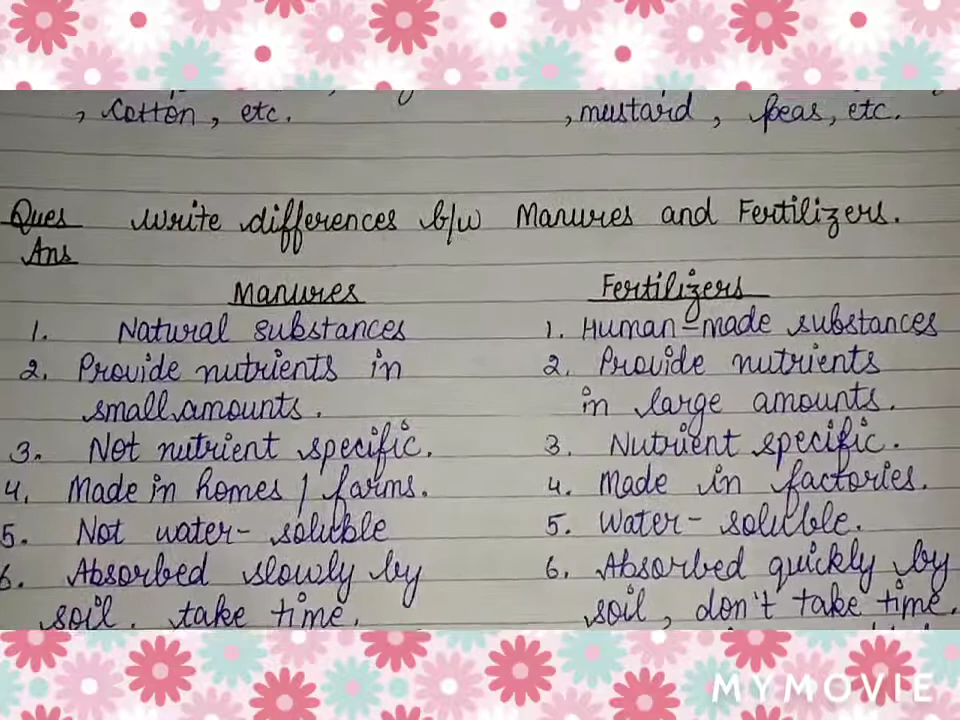 , Cotton, etc.
, mustard, peas, etc.
Ques write differences b/w Manures and Fertilizers.
Ans
Manures
1. Natural substances
2. Provide nutrients in
small amounts.
3. Not nutrient specific.
4. Made in homes / farms.
5. Not water-soluble
6. Absorbed slowly by
soil. take time.
Fertilizers
1. Human-made substances
2. Provide nutrients
in large amounts.
3. Nutrient specific.
4. Made in factories.
5. Water-soluble.
6. Absorbed quickly by
soil, don't take time.
MYMOVIE